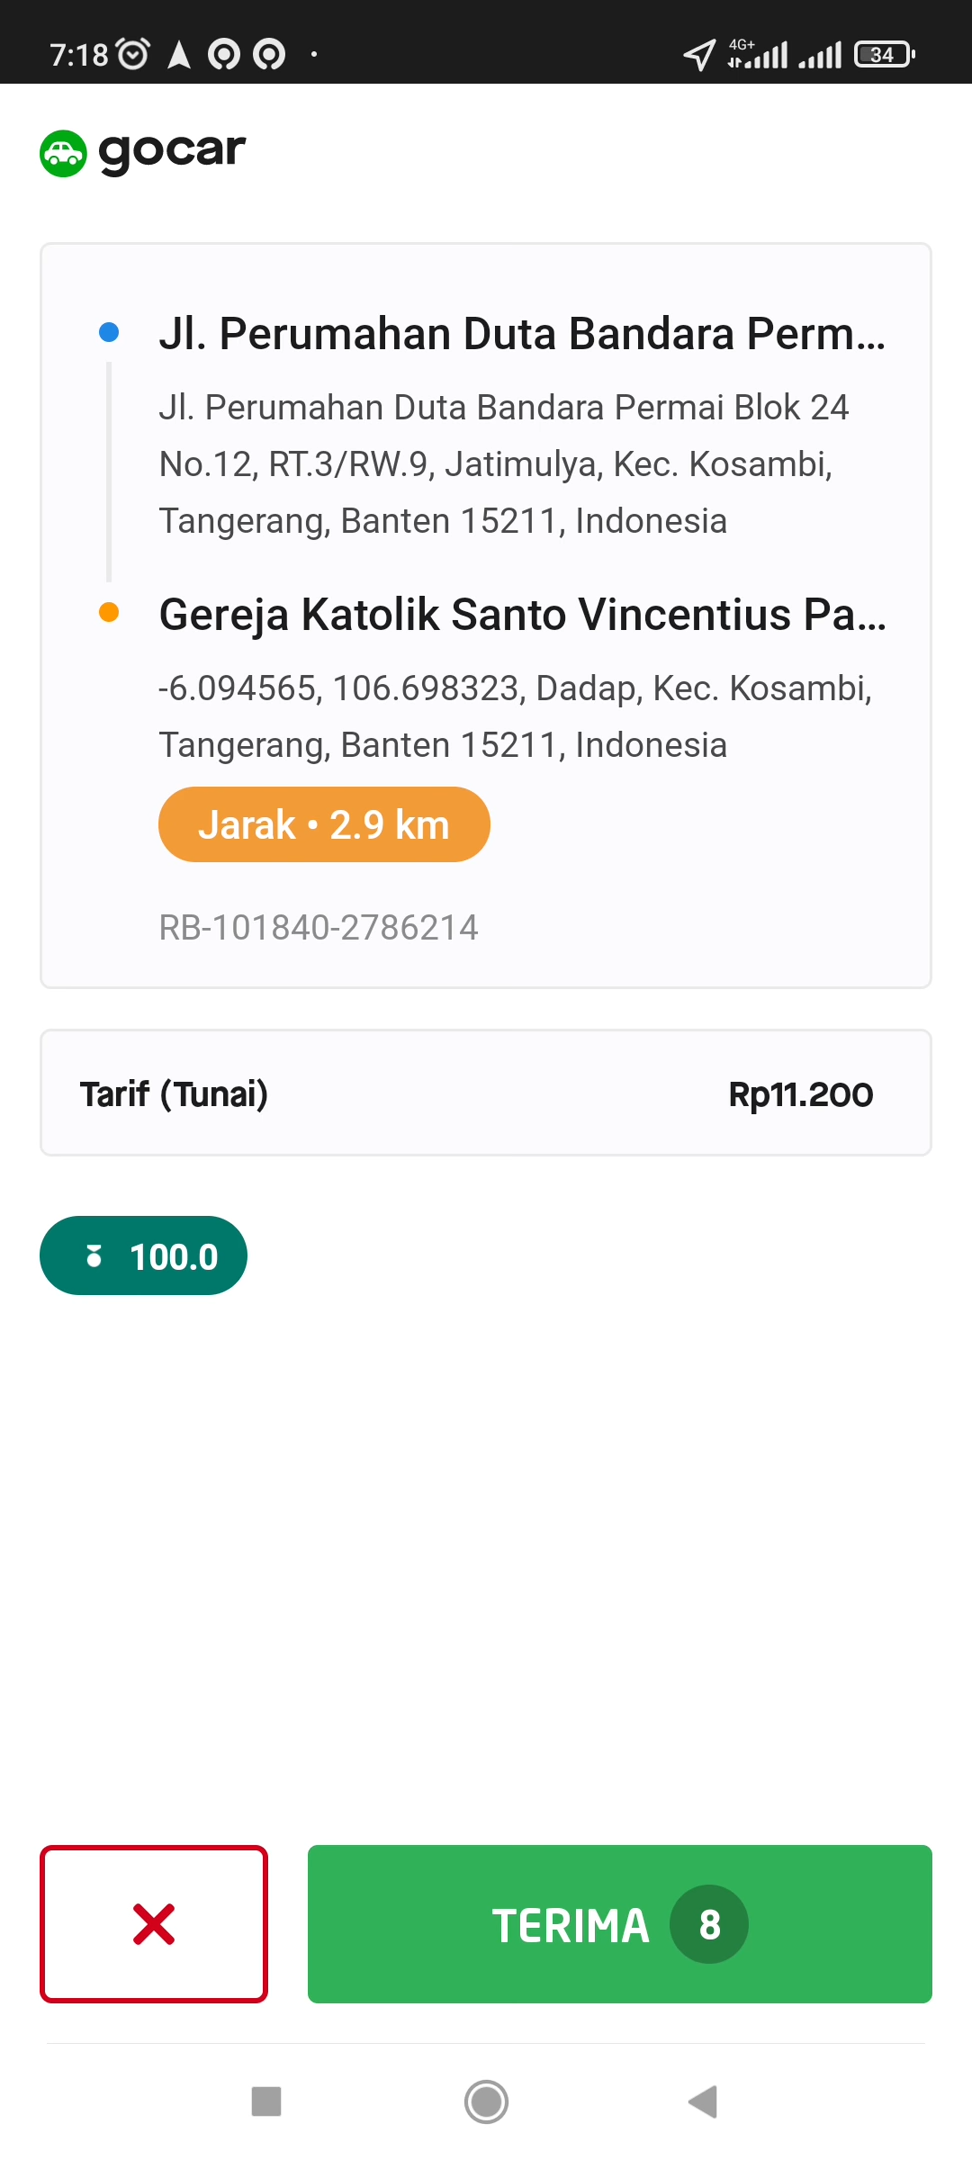 7:18
4G+
34
gocar
Jl. Perumahan Duta Bandara Perm...
Jl. Perumahan Duta Bandara Permai Blok 24
No.12, RT.3/RW.9, Jatimulya, Kec. Kosambi,
Tangerang, Banten 15211, Indonesia
Gereja Katolik Santo Vincentius Pa...
-6.094565, 106.698323, Dadap, Kec. Kosambi,
Tangerang, Banten 15211, Indonesia
Jarak • 2.9 km
RB-101840-2786214
Tarif (Tunai) Rp11.200
100.0
TERIMA 8